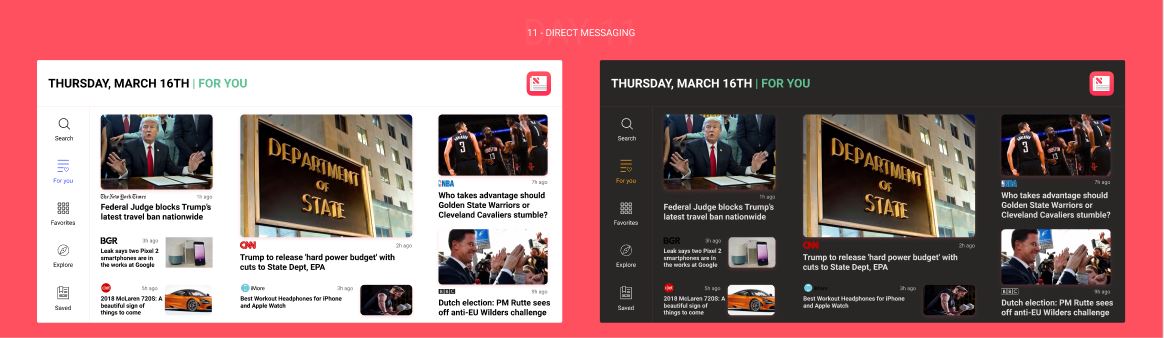 DAY 11
11 - DIRECT MESSAGING
THURSDAY, MARCH 16TH | FOR YOU
Search
For you
Favorites
Explore
Saved
The New York Times 1h ago
Federal Judge blocks Trump's
latest travel ban nationwide
BGR 3h ago
Leak says two Pixel 2
smartphones are in
the works at Google
5h ago
2018 McLaren 720S: A
beautiful sign of
things to come
DEPARTMENT
OF
STATE
CNN 2h ago
Trump to release 'hard power budget' with
cuts to State Dept, EPA
iMore 3h ago
Best Workout Headphones for iPhone
and Apple Watch
NBA 7h ago
Who takes advantage should
Golden State Warriors or
Cleveland Cavaliers stumble?
BBC 9h ago
Dutch election: PM Rutte sees
off anti-EU Wilders challenge
THURSDAY, MARCH 16TH | FOR YOU
Search
For you
Favorites
Explore
Saved
The New York Times 1h ago
Federal Judge blocks Trump's
latest travel ban nationwide
BGR 3h ago
Leak says two Pixel 2
smartphones are in
the works at Google
5h ago
2018 McLaren 720S: A
beautiful sign of
things to come
DEPARTMENT
OF
STATE
CNN 2h ago
Trump to release 'hard power budget' with
cuts to State Dept, EPA
iMore 3h ago
Best Workout Headphones for iPhone
and Apple Watch
NBA 7h ago
Who takes advantage should
Golden State Warriors or
Cleveland Cavaliers stumble?
BBC 9h ago
Dutch election: PM Rutte sees
off anti-EU Wilders challenge